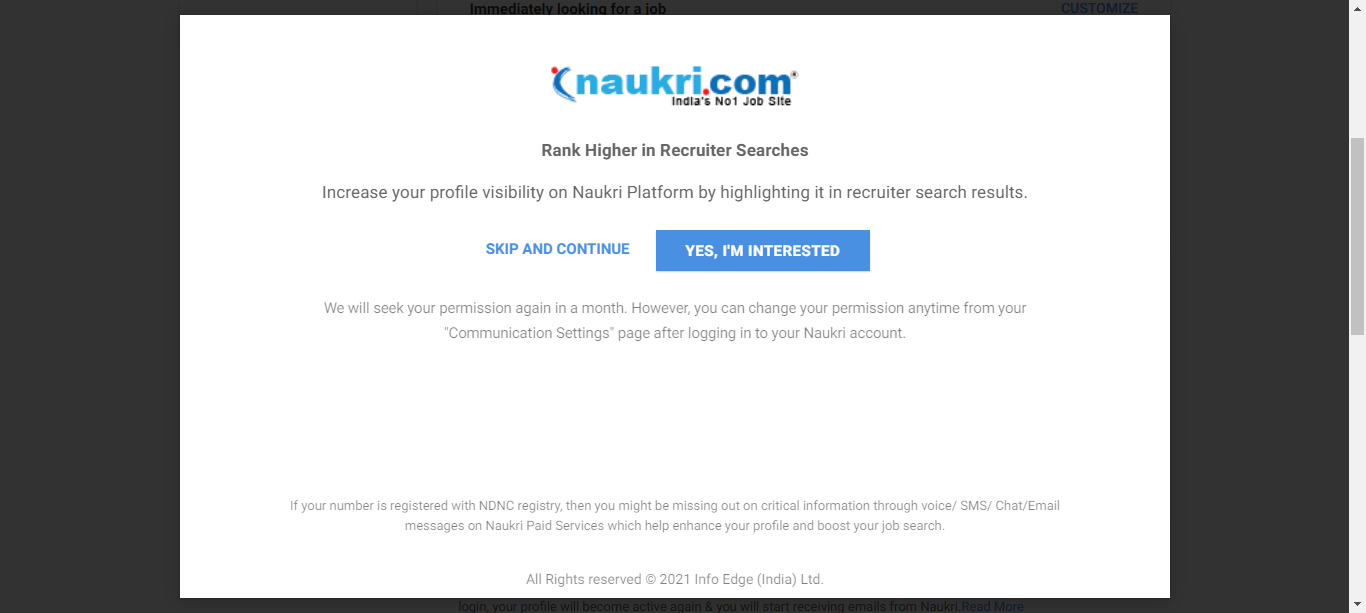 Immediately looking for a job
CUSTOMIZE
naukri.com
India's No1 Job Site
Rank Higher in Recruiter Searches
Increase your profile visibility on Naukri Platform by highlighting it in recruiter search results.
SKIP AND CONTINUE
YES, I'M INTERESTED
We will seek your permission again in a month. However, you can change your permission anytime from your
"Communication Settings" page after logging in to your Naukri account.
If your number is registered with NDNC registry, then you might be missing out on critical information through voice/ SMS/ Chat/Email
messages on Naukri Paid Services which help enhance your profile and boost your job search.
All Rights reserved © 2021 Info Edge (India) Ltd.
login, your profile will become active again & you will start receiving emails from Naukri.Read More